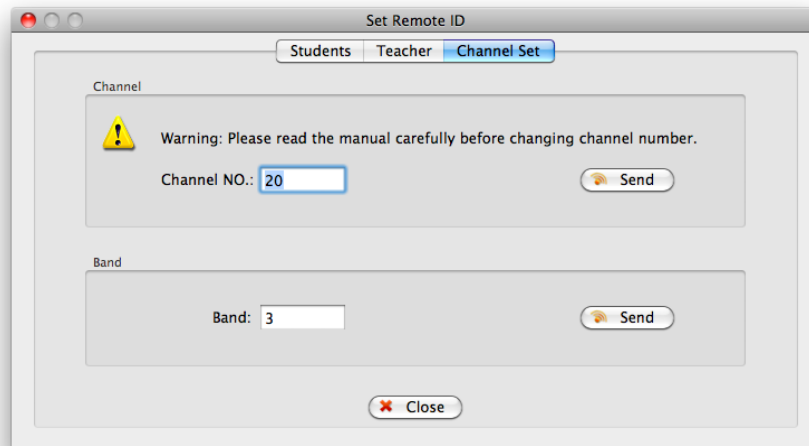 Set Remote ID
Students Teacher Channel Set
Channel
Warning: Please read the manual carefully before changing channel number.
Channel NO.: 20 Send
Band
Band: 3 Send
Close